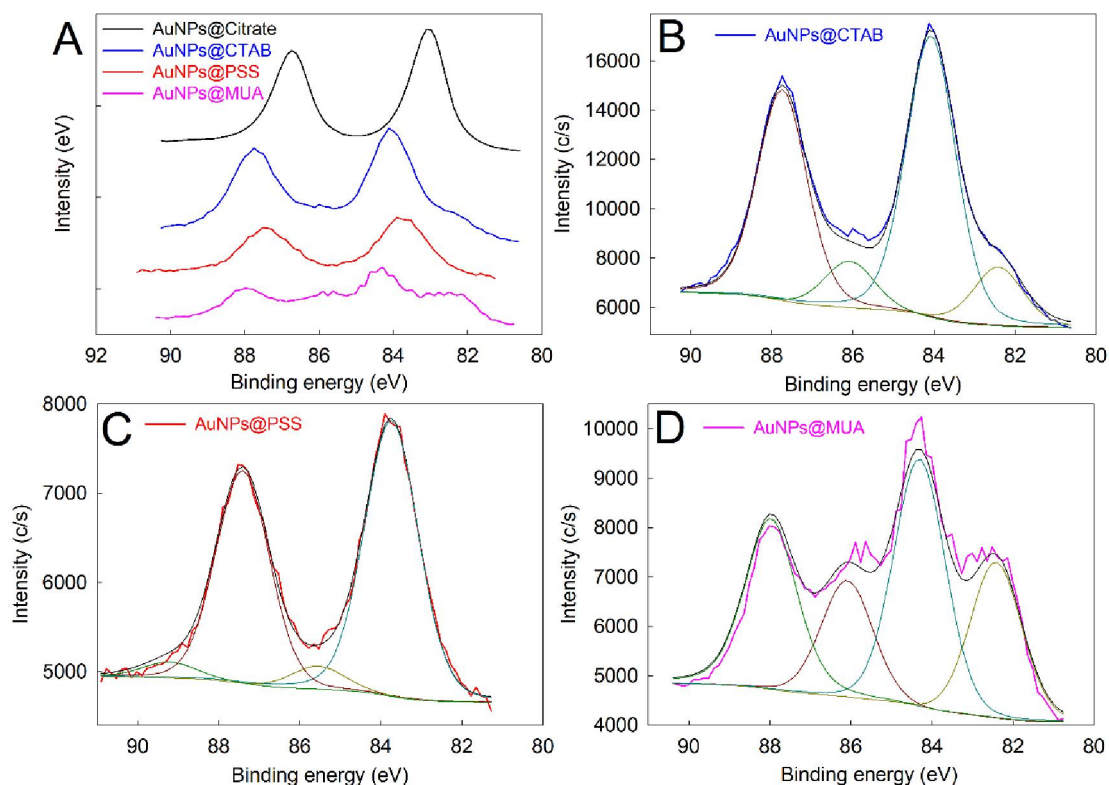 A
AuNPs@Citrate
AuNPs@CTAB
AuNPs@PSS
AuNPs@MUA
Intensity (eV)
92 90 88 86 84 82 80
Binding energy (eV)
B
AuNPs@CTAB
Intensity (c/s)
16000
14000
12000
10000
8000
6000
90 88 86 84 82 80
Binding energy (eV)
C
AuNPs@PSS
Intensity (c/s)
8000
7000
6000
5000
90 88 86 84 82 80
Binding energy (eV)
D
AuNPs@MUA
Intensity (c/s)
10000
9000
8000
7000
6000
5000
4000
90 88 86 84 82 80
Binding energy (eV)